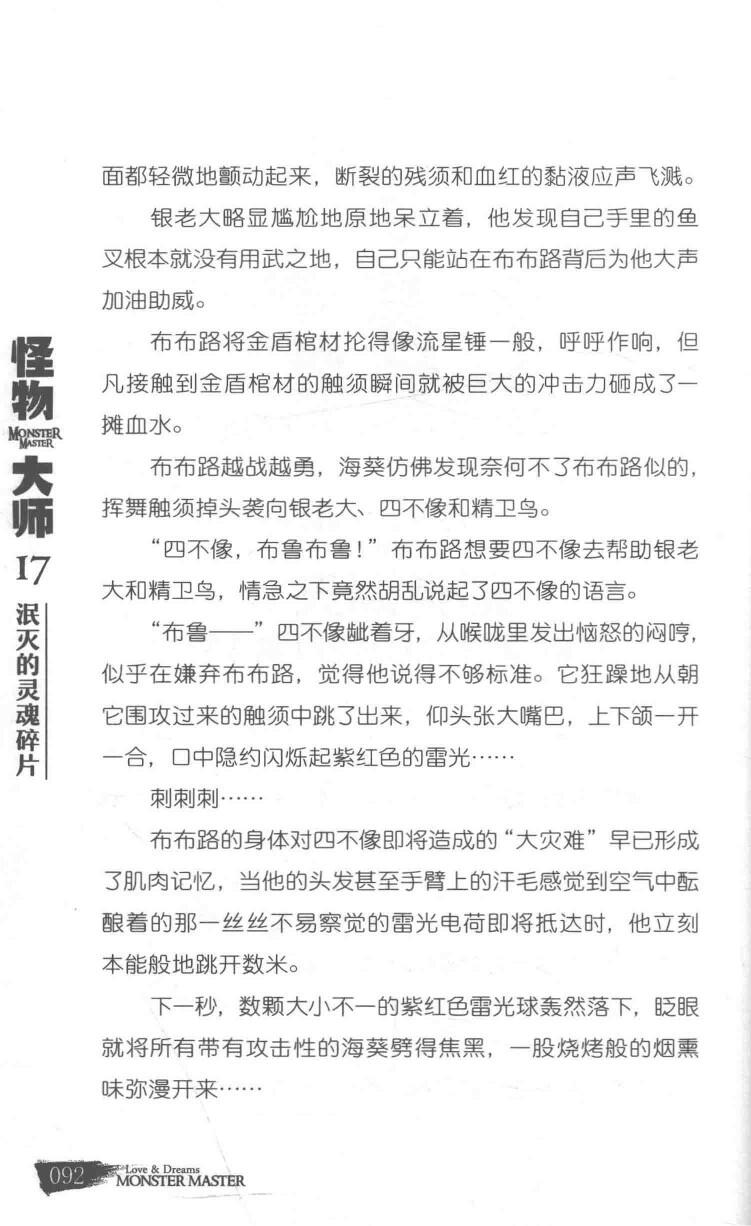 面都轻微地颤动起来，断裂的残须和血红的黏液应声飞溅。
银老大略显尴尬地原地呆立着，他发现自己手里的鱼
叉根本就没有用武之地，自己只能站在布布路背后为他大声
加油助威。
布布路将金盾棺材抡得像流星锤一般，呼呼作响，但
凡接触到金盾棺材的触须瞬间就被巨大的冲击力砸成了一
摊血水。
布布路越战越勇，海葵仿佛发现奈何不了布布路似的，
挥舞触须掉头袭向银老大、四不像和精卫鸟。
“四不像，布鲁布鲁！”布布路想要四不像去帮助银老
大和精卫鸟，情急之下竟然胡乱说起了四不像的语言。
“布鲁——”四不像龇着牙，从喉咙里发出恼怒的闷哼，
似乎在嫌弃布布路，觉得他说得不够标准。它狂躁地从朝
它围攻过来的触须中跳了出来，仰头张大嘴巴，上下颌一开
一合，口中隐约闪烁起紫红色的雷光……
刺刺刺……
布布路的身体对四不像即将造成的“大灾难”早已形成
了肌肉记忆，当他的头发甚至手臂上的汗毛感觉到空气中酝
酿着的那一丝丝不易察觉的雷光电荷即将抵达时，他立刻
本能般地跳开数米。
下一秒，数颗大小不一的紫红色雷光球轰然落下，眨眼
就将所有带有攻击性的海葵劈得焦黑，一股烧烤般的烟熏
味弥漫开来……
怪物
MONSTER
MASTER
大师
17
泯灭的灵魂碎片
092
Love & Dreams
MONSTER MASTER